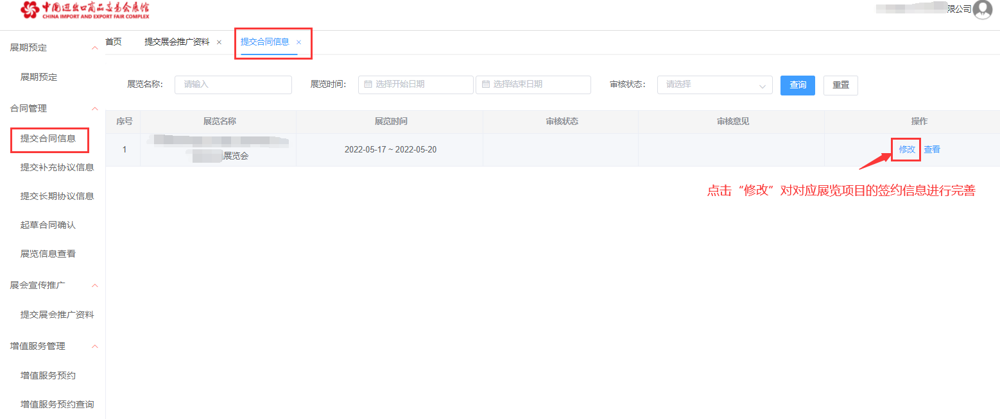 中国进出口商品交易会展馆
CHINA IMPORT AND EXPORT FAIR COMPLEX
限公司
展期预定
展期预定
合同管理
提交合同信息
提交补充协议信息
提交长期协议信息
起草合同确认
展览信息查看
展会宣传推广
提交展会推广资料
增值服务管理
增值服务预约
增值服务预约查询
首页 提交展会推广资料 × 提交合同信息 ×
展览名称: 请输入 展览时间: 选择开始日期 选择结束日期 审核状态: 请选择 查询 重置
序号 展览名称 展览时间 审核状态 审核意见 操作
1 展览会 2022-05-17 ~ 2022-05-20 修改 查看
点击“修改”对对应展览项目的签约信息进行完善